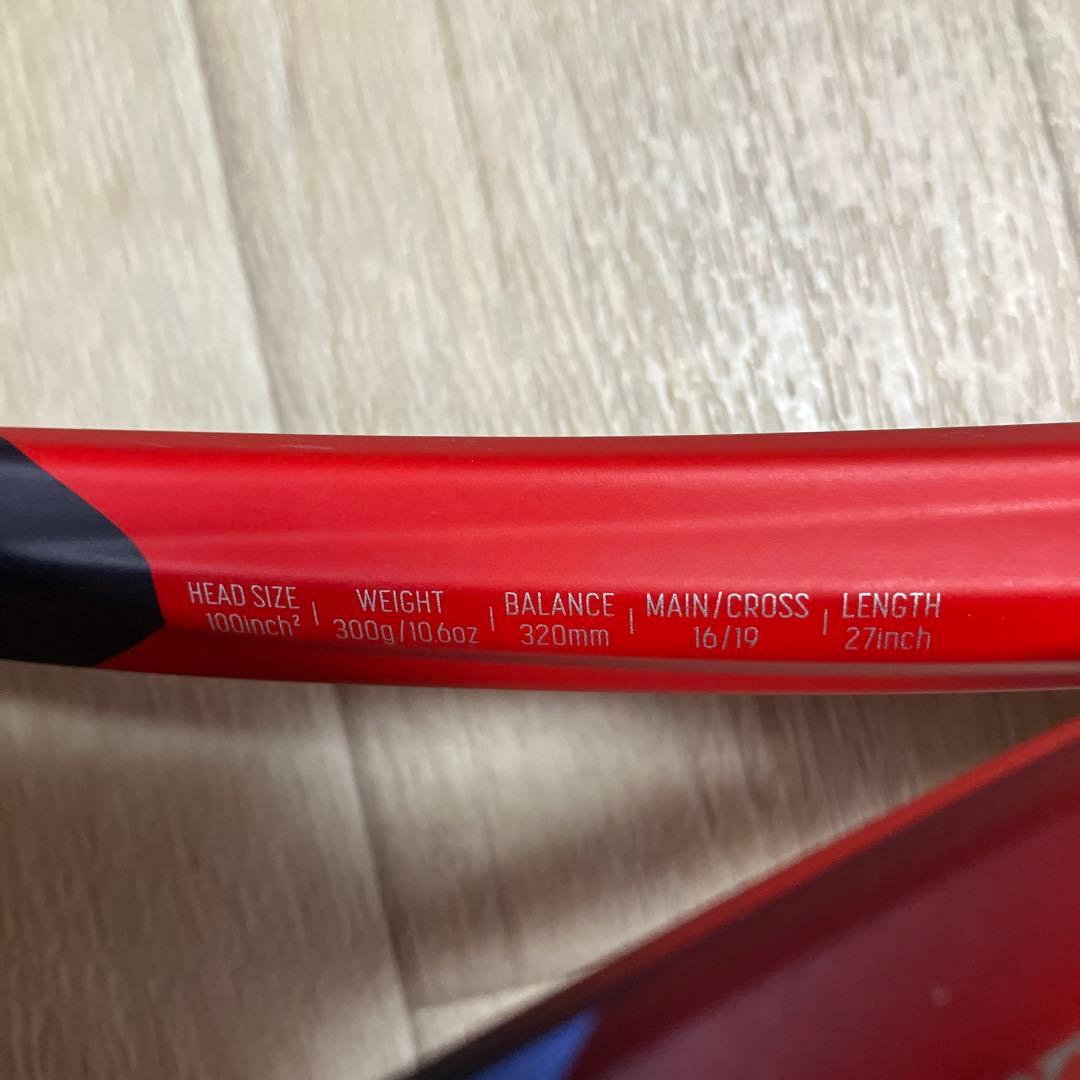 HEAD SIZE | WEIGHT | BALANCE | MAIN/CROSS | LENGTH
100inch² | 300g/10.6oz | 320mm | 16/19 | 27inch